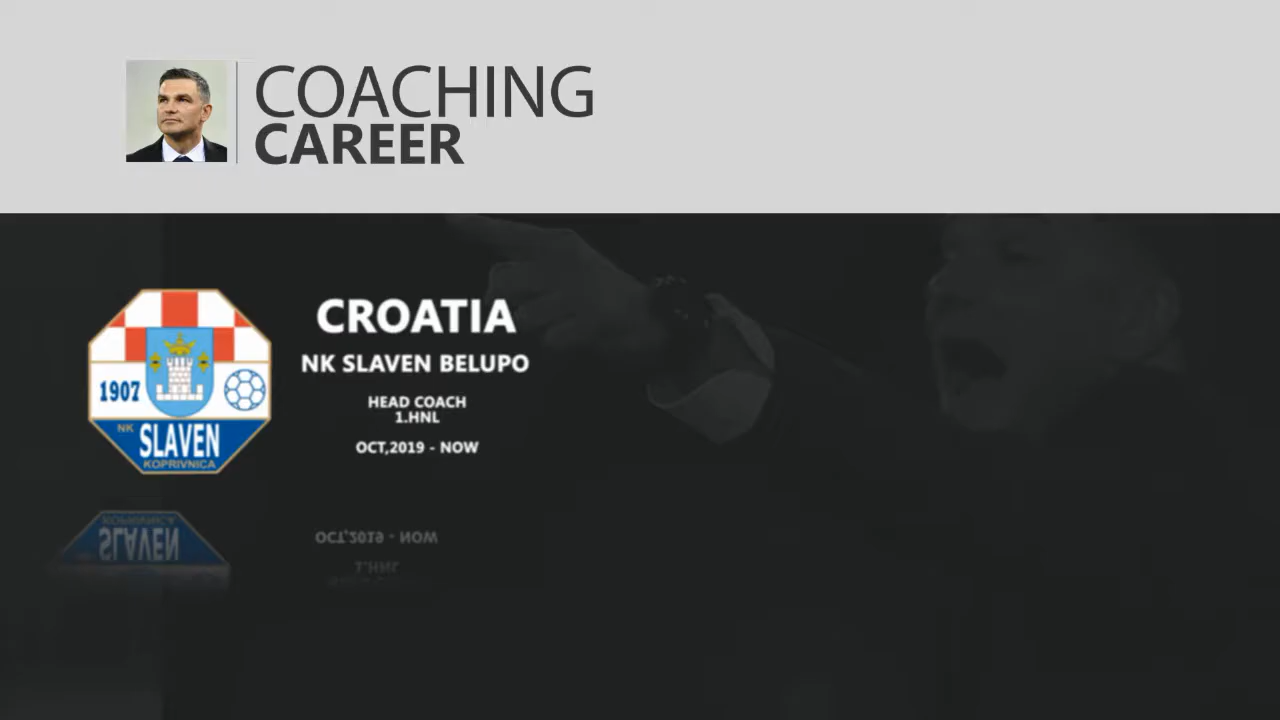 COACHING
CAREER
CROATIA
NK SLAVEN BELUPO
HEAD COACH
1.HNL
OCT,2019 - NOW
1907
NK SLAVEN
KOPRIVNICA